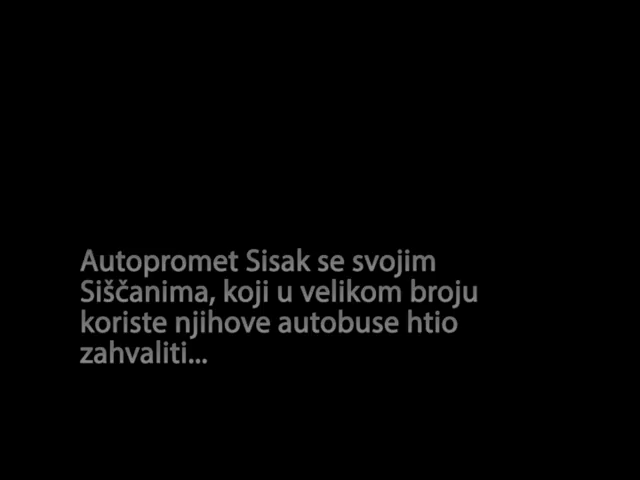 Autopromet Sisak se svojim
Siščanima, koji u velikom broju
koriste njihove autobuse htio
zahvaliti...